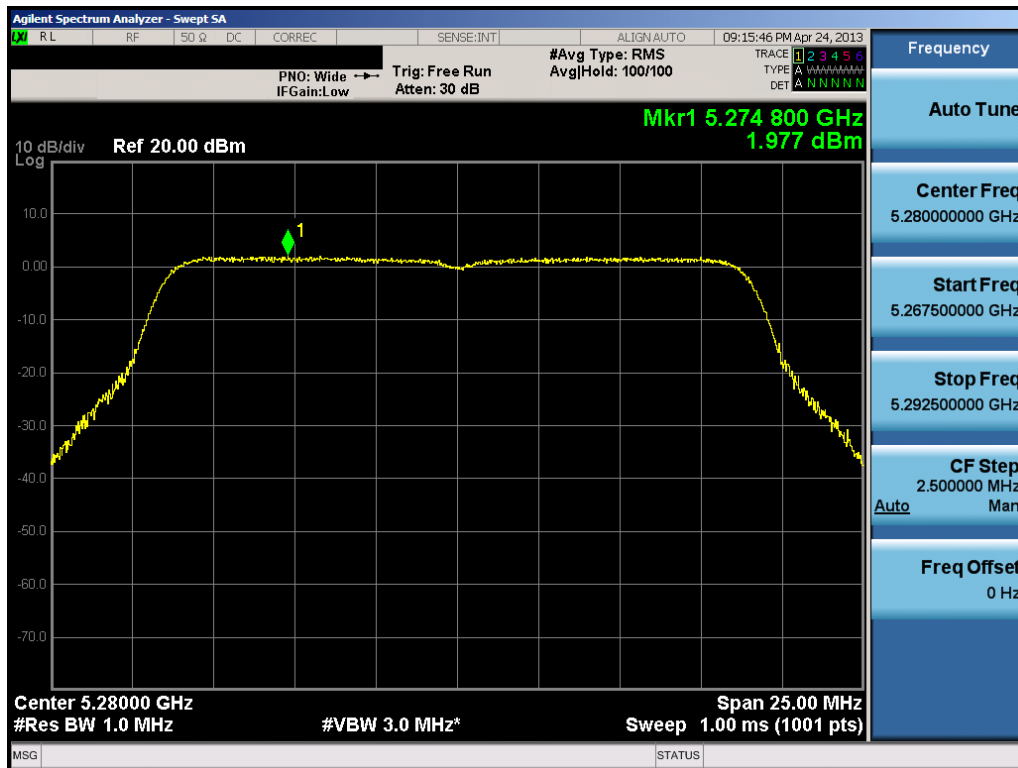 Agilent Spectrum Analyzer - Swept SA
LXI RL RF 50 Ω DC CORREC SENSE:INT ALIGN AUTO 09:15:46 PM Apr 24, 2013
PNO: Wide
IFGain:Low
Trig: Free Run
Atten: 30 dB
#Avg Type: RMS
Avg|Hold: 100/100
TRACE 1 2 3 4 5 6
TYPE A
DET A N N N N N
Mkr1 5.274 800 GHz
1.977 dBm
10 dB/div Ref 20.00 dBm
Log
10.0
1
0.00
-10.0
-20.0
-30.0
-40.0
-50.0
-60.0
-70.0
Center 5.28000 GHz Span 25.00 MHz
#Res BW 1.0 MHz #VBW 3.0 MHz* Sweep 1.00 ms (1001 pts)
MSG STATUS
Frequency
Auto Tune
Center Freq
5.280000000 GHz
Start Freq
5.267500000 GHz
Stop Freq
5.292500000 GHz
CF Step
2.500000 MHz
Auto Man
Freq Offset
0 Hz